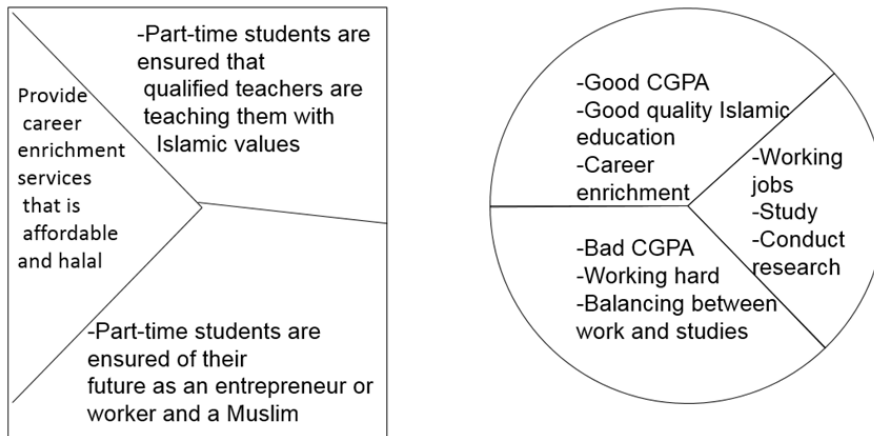 -Part-time students are
ensured that
qualified teachers are
teaching them with
Islamic values
Provide
career
enrichment
services
that is
affordable
and halal
-Part-time students are
ensured of their
future as an entrepreneur or
worker and a Muslim
-Good CGPA
-Good quality Islamic
education
-Career
enrichment
-Working
jobs
-Study
-Conduct
research
-Bad CGPA
-Working hard
-Balancing between
work and studies